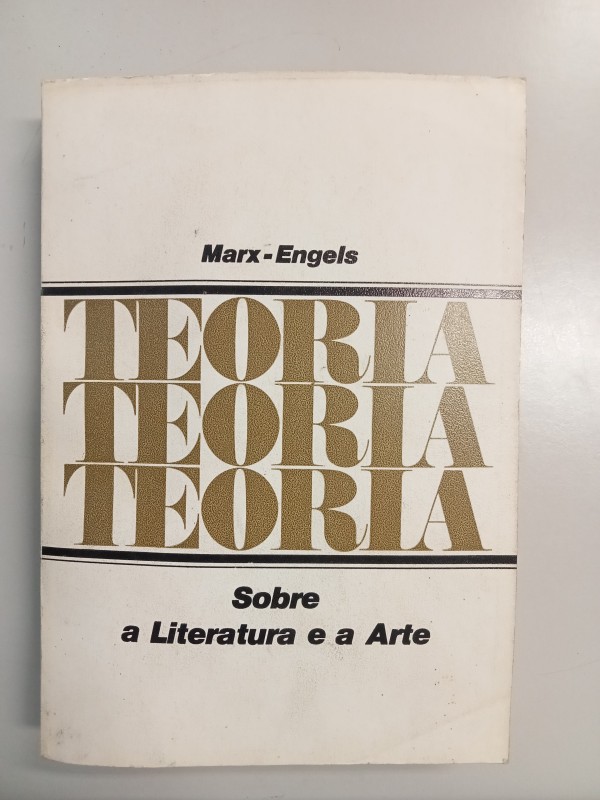 Marx-Engels
TEORIA
TEORIA
TEORIA
Sobre
a Literatura e a Arte